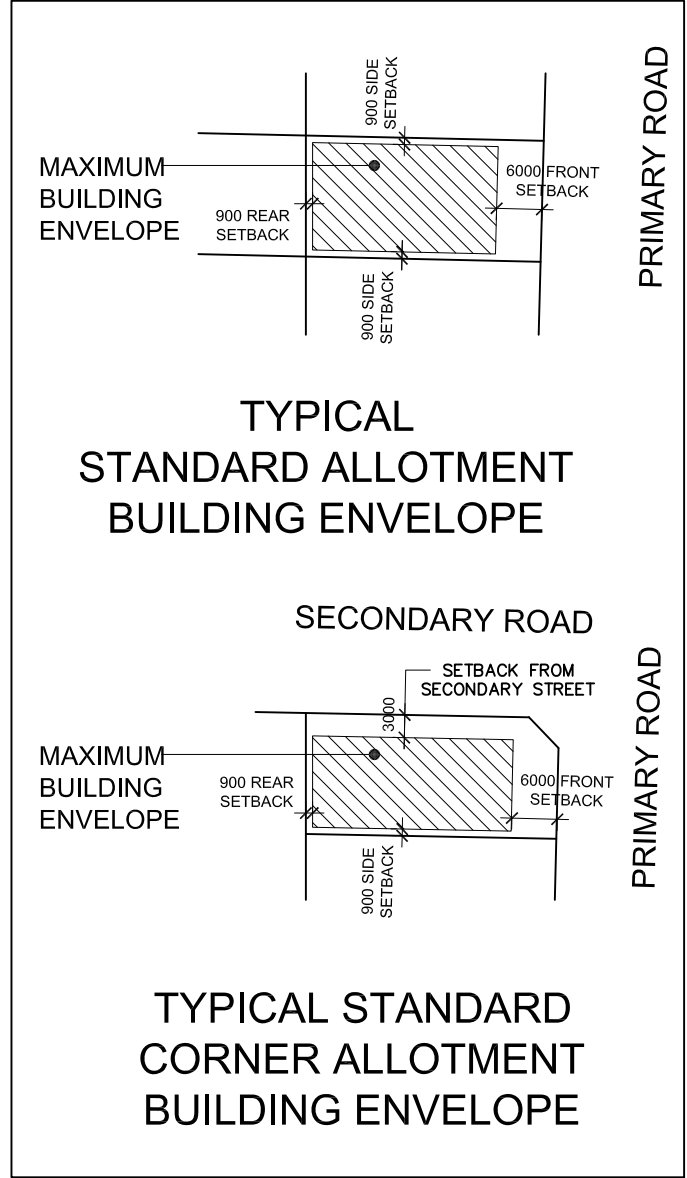 900 SIDE
SETBACK
PRIMARY ROAD
MAXIMUM
BUILDING
ENVELOPE
6000 FRONT
SETBACK
900 REAR
SETBACK
900 SIDE
SETBACK
TYPICAL
STANDARD ALLOTMENT
BUILDING ENVELOPE
SECONDARY ROAD
SETBACK FROM
SECONDARY STREET
3000
PRIMARY ROAD
MAXIMUM
BUILDING
ENVELOPE
900 REAR
SETBACK
6000 FRONT
SETBACK
900 SIDE
SETBACK
TYPICAL STANDARD
CORNER ALLOTMENT
BUILDING ENVELOPE